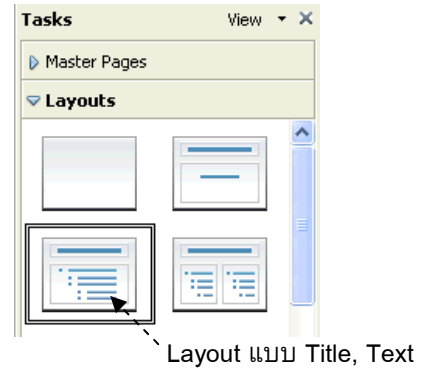 Tasks View
Master Pages
Layouts
Layout แบบ Title, Text